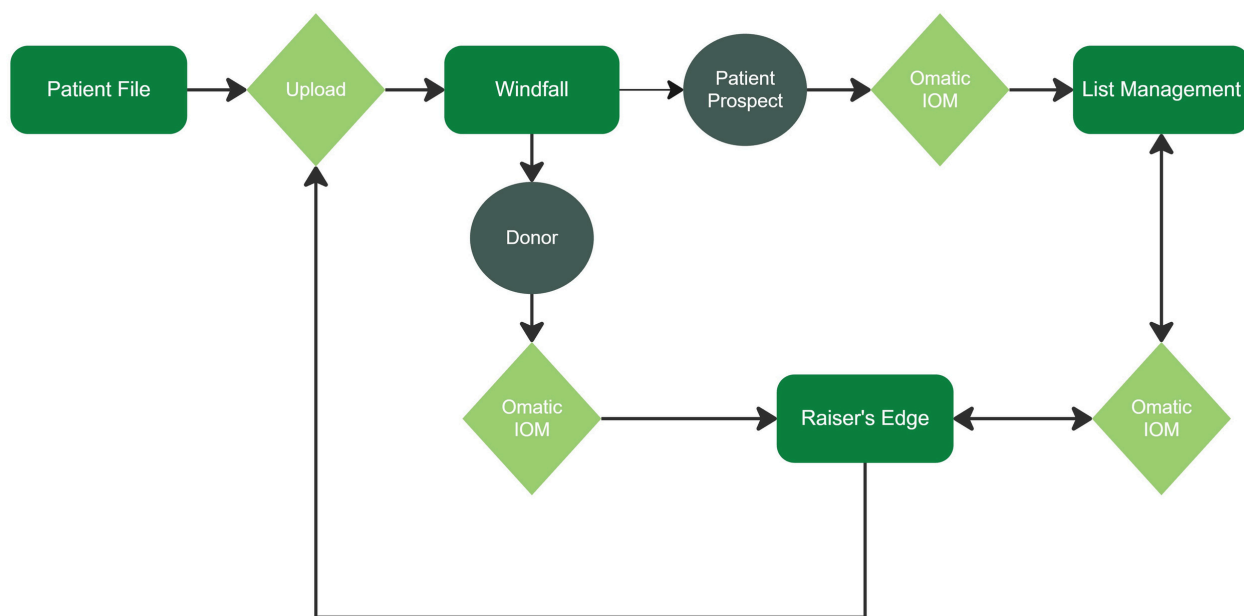 Patient File
Upload
Windfall
Patient
Prospect
Omatic
IOM
List Management
Donor
Omatic
IOM
Raiser's Edge
Omatic
IOM